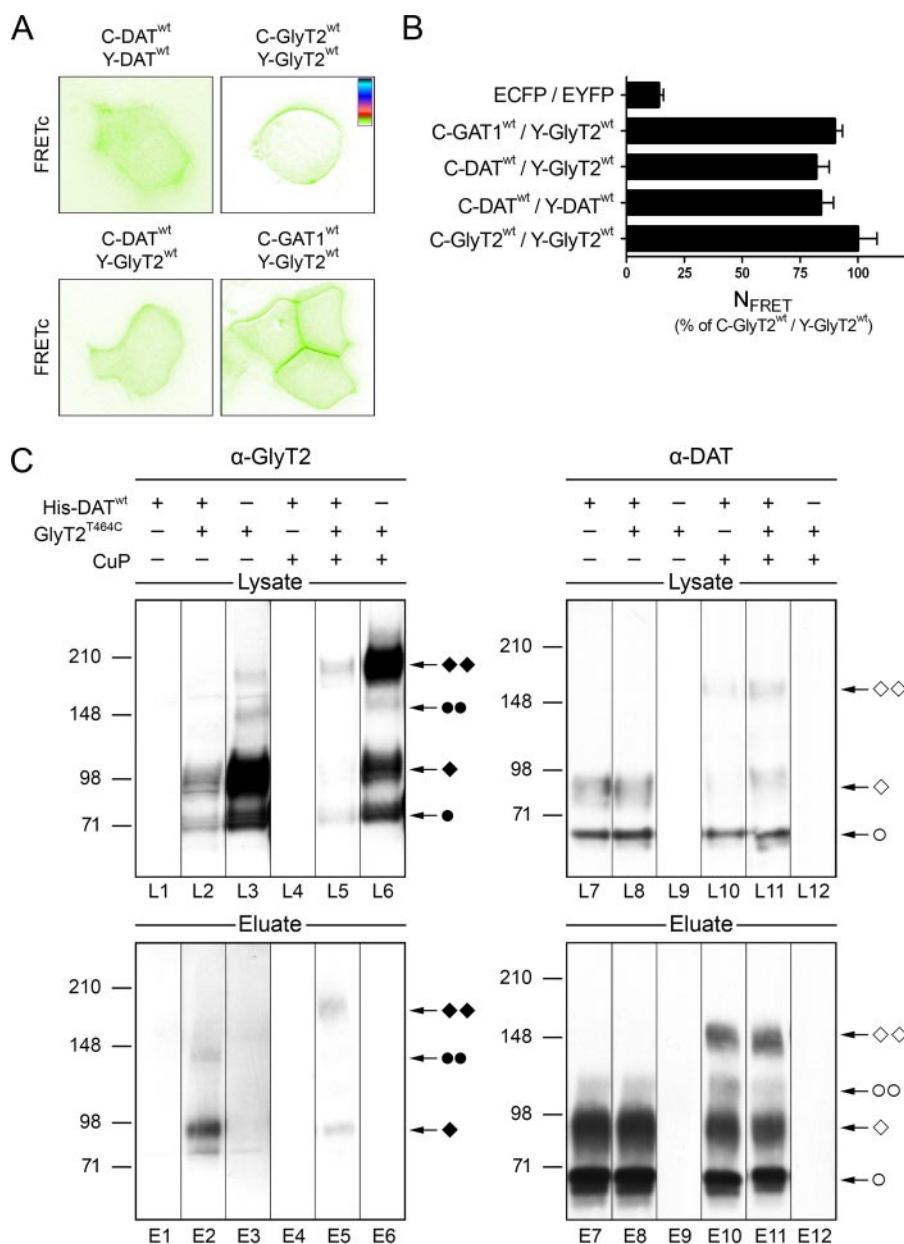 A
C-DATwt
Y-DATwt
C-GlyT2wt
Y-GlyT2wt
FRETc
C-DATwt
Y-GlyT2wt
C-GAT1wt
Y-GlyT2wt
FRETc
B
ECFP / EYFP
C-GAT1wt / Y-GlyT2wt
C-DATwt / Y-GlyT2wt
C-DATwt / Y-DATwt
C-GlyT2wt / Y-GlyT2wt
0 25 50 75 100
NFRET
(% of C-GlyT2wt / Y-GlyT2wt)
C
α-GlyT2
His-DATwt + + − + + −
GlyT2T464C − + + − + +
CuP − − − + + +
Lysate
210
148
98
71
L1 L2 L3 L4 L5 L6
Eluate
210
148
98
71
E1 E2 E3 E4 E5 E6
α-DAT
+ + − + + −
− + + − + +
− − − + + +
Lysate
210
148
98
71
L7 L8 L9 L10 L11 L12
Eluate
210
148
98
71
E7 E8 E9 E10 E11 E12